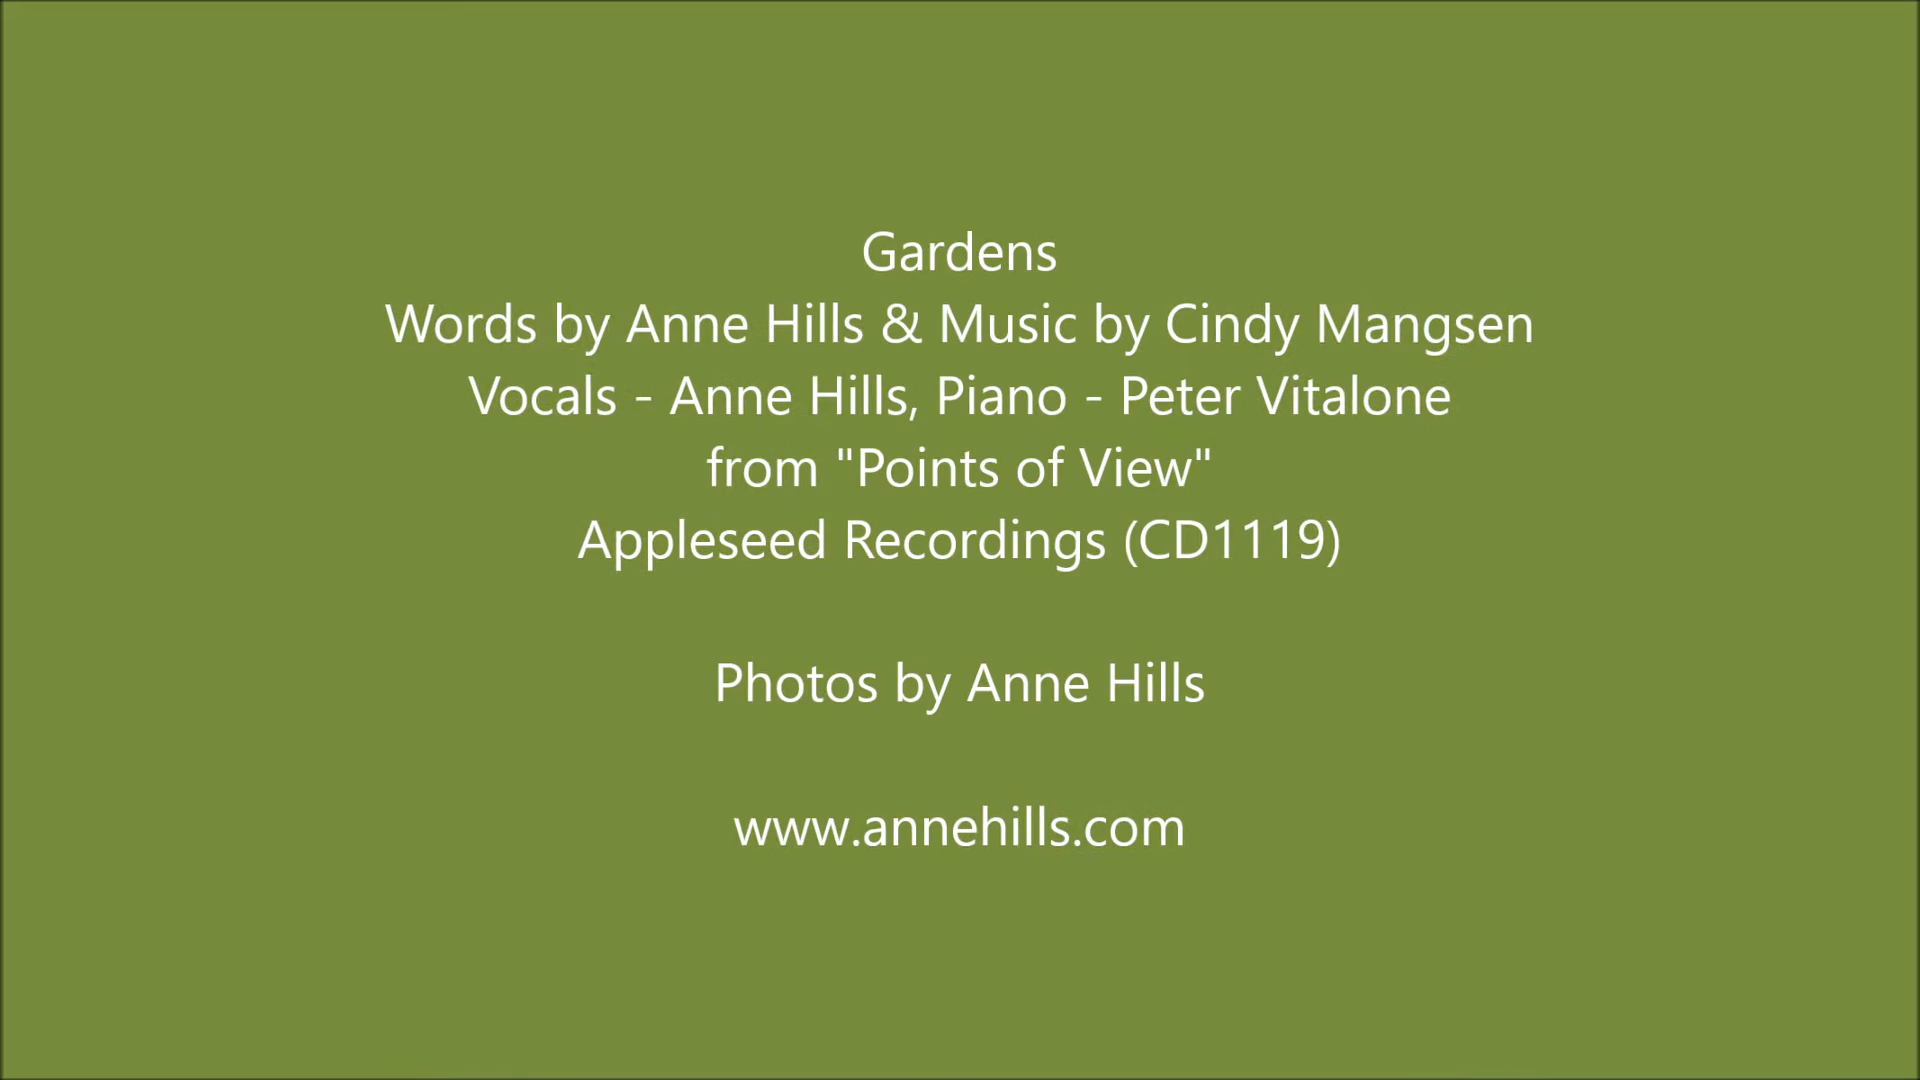 Gardens
Words by Anne Hills & Music by Cindy Mangsen
Vocals - Anne Hills, Piano - Peter Vitalone
from "Points of View"
Appleseed Recordings (CD1119)
Photos by Anne Hills
www.annehills.com